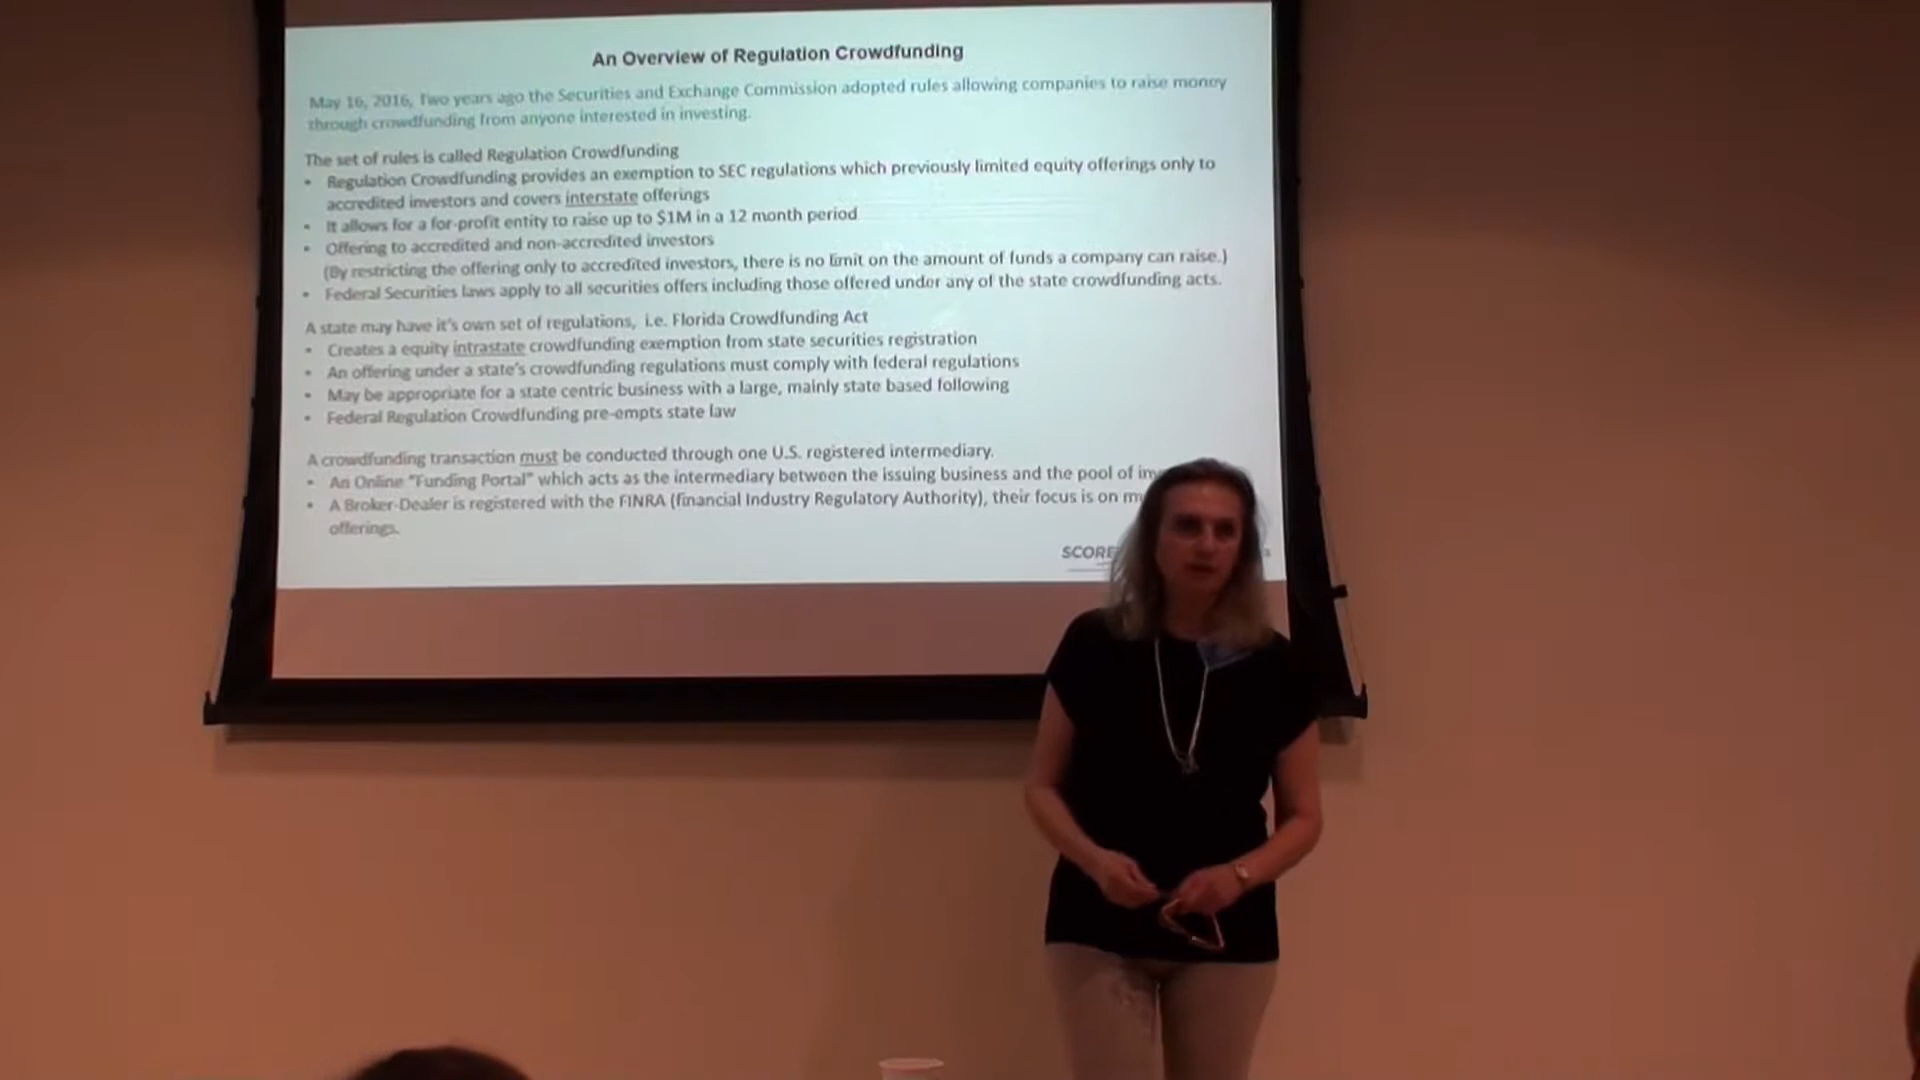 An Overview of Regulation Crowdfunding
May 16, 2016, Two years ago the Securities and Exchange Commission adopted rules allowing companies to raise money
through crowdfunding from anyone interested in investing.
The set of rules is called Regulation Crowdfunding
• Regulation Crowdfunding provides an exemption to SEC regulations which previously limited equity offerings only to
accredited investors and covers interstate offerings
• It allows for a for-profit entity to raise up to $1M in a 12 month period
• Offering to accredited and non-accredited investors
(By restricting the offering only to accredited investors, there is no limit on the amount of funds a company can raise.)
• Federal Securities laws apply to all securities offers including those offered under any of the state crowdfunding acts.
A state may have it's own set of regulations, i.e. Florida Crowdfunding Act
• Creates a equity intrastate crowdfunding exemption from state securities registration
• An offering under a state's crowdfunding regulations must comply with federal regulations
• May be appropriate for a state centric business with a large, mainly state based following
• Federal Regulation Crowdfunding pre-empts state law
A crowdfunding transaction must be conducted through one U.S. registered intermediary.
• An Online "Funding Portal" which acts as the intermediary between the issuing business and the pool of
• A Broker-Dealer is registered with the FINRA (financial Industry Regulatory Authority), their focus is on
offerings.
SCORE